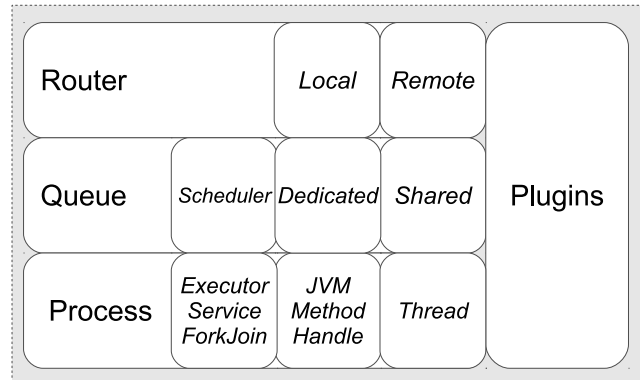 Router
Local
Remote
Queue
Scheduler
Dedicated
Shared
Plugins
Process
Executor
Service
ForkJoin
JVM
Method
Handle
Thread